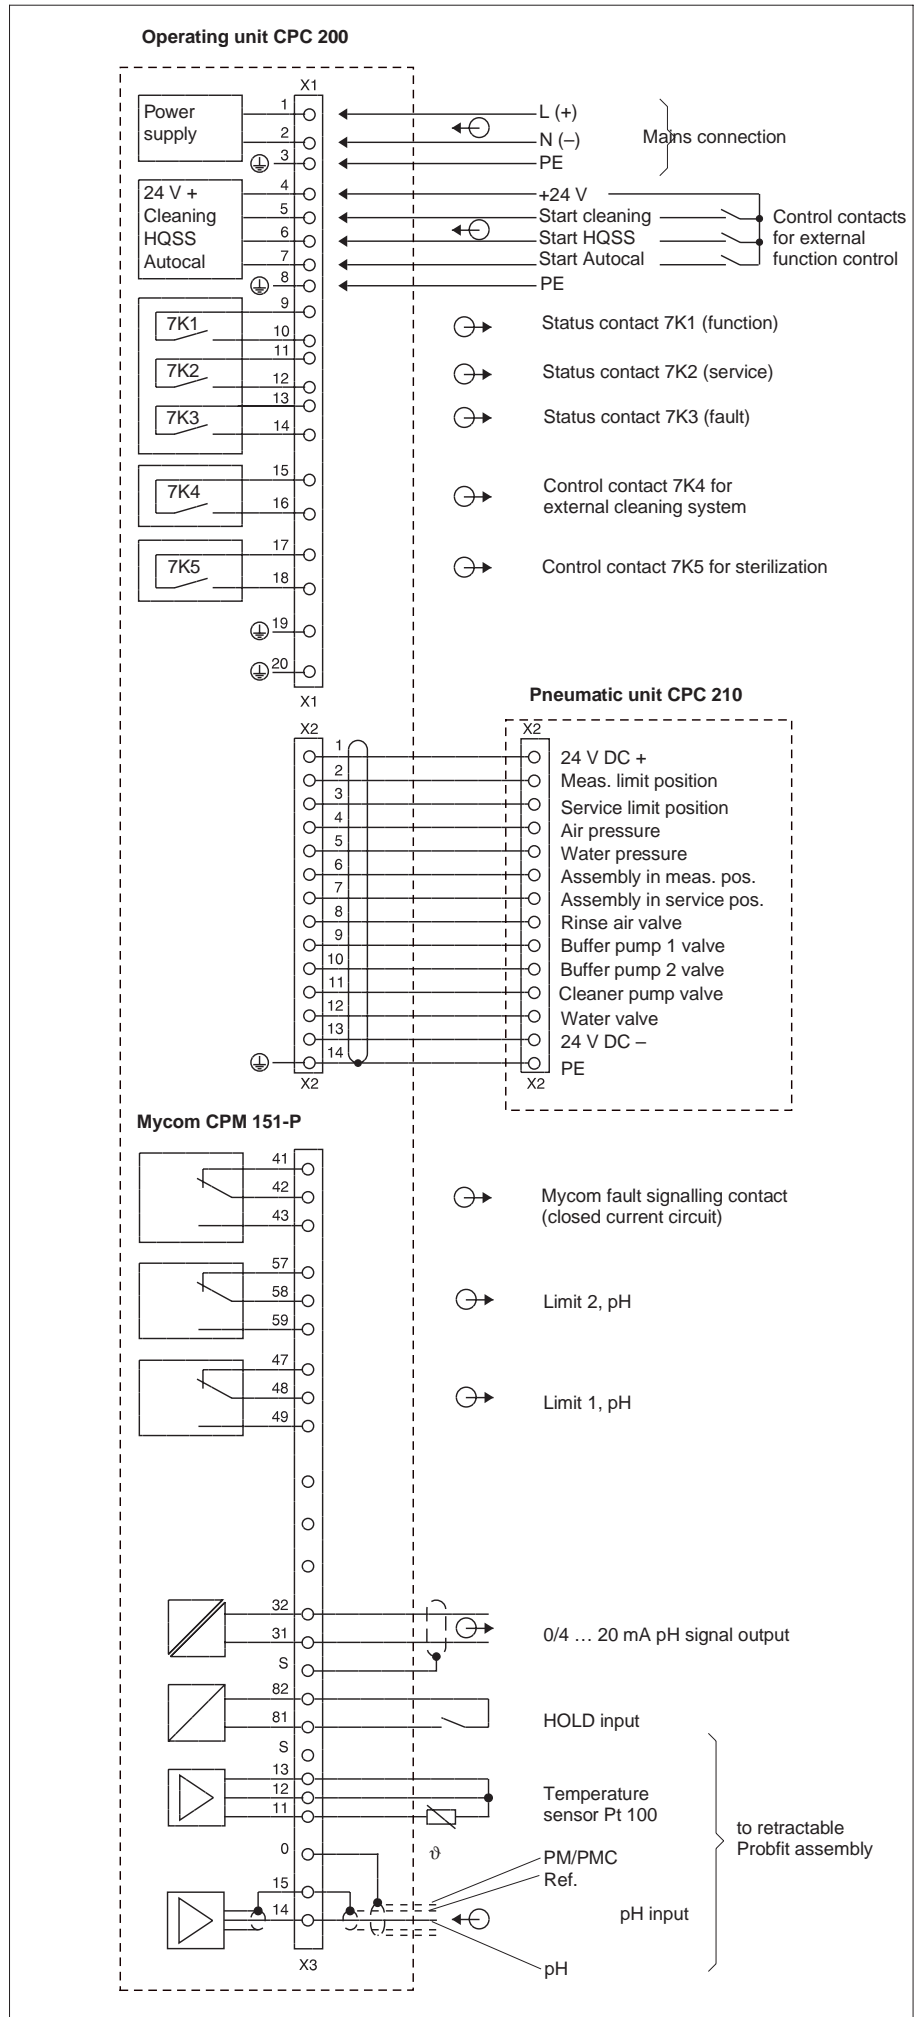 Operating unit CPC 200
X1
Power
supply
1
2
3
L (+)
N (–)
PE
Mains connection
24 V +
Cleaning
HQSS
Autocal
4
5
6
7
8
+24 V
Start cleaning
Start HQSS
Start Autocal
PE
Control contacts
for external
function control
7K1
9
10
Status contact 7K1 (function)
7K2
11
12
Status contact 7K2 (service)
7K3
13
14
Status contact 7K3 (fault)
7K4
15
16
Control contact 7K4 for
external cleaning system
7K5
17
18
Control contact 7K5 for sterilization
19
20
X1
Pneumatic unit CPC 210
X2
X2
1
24 V DC +
2
Meas. limit position
3
Service limit position
4
Air pressure
5
Water pressure
6
Assembly in meas. pos.
7
Assembly in service pos.
8
Rinse air valve
9
Buffer pump 1 valve
10
Buffer pump 2 valve
11
Cleaner pump valve
12
Water valve
13
24 V DC –
14
PE
X2
X2
Mycom CPM 151-P
41
42
43
Mycom fault signalling contact
(closed current circuit)
57
58
59
Limit 2, pH
47
48
49
Limit 1, pH
32
31
S
0/4 … 20 mA pH signal output
82
81
S
HOLD input
13
12
11
Temperature
sensor Pt 100
ϑ
to retractable
Probfit assembly
0
15
14
PM/PMC
Ref.
pH input
pH
X3